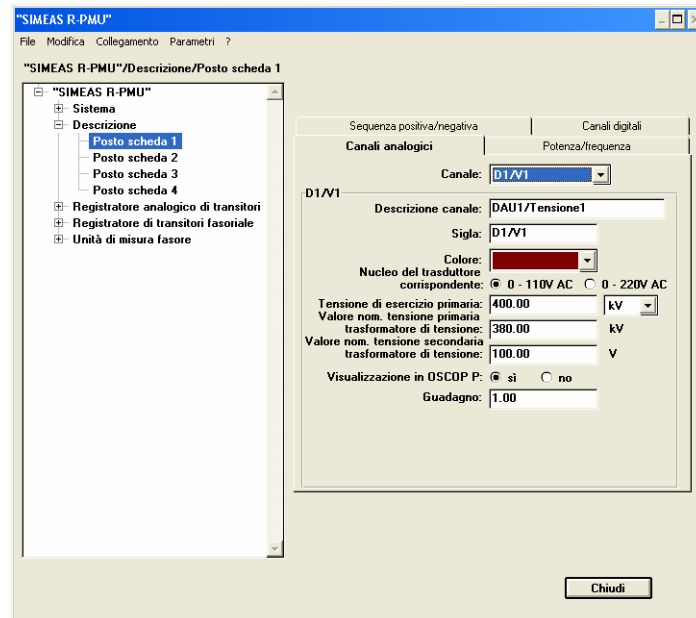 "SIMEAS R-PMU"
File Modifica Collegamento Parametri ?
"SIMEAS R-PMU"/Descrizione/Posto scheda 1
"SIMEAS R-PMU"
Sistema
Descrizione
Posto scheda 1
Posto scheda 2
Posto scheda 3
Posto scheda 4
Registratore analogico di transitori
Registratore di transitori fasoriale
Unità di misura fasore
Sequenza positiva/negativa Canali digitali
Canali analogici Potenza/frequenza
Canale: D1/V1
D1/V1
Descrizione canale: DAU1/Tensione1
Sigla: D1/V1
Colore:
Nucleo del trasduttore
corrispondente: 0 - 110V AC 0 - 220V AC
Tensione di esercizio primaria: 400.00 kV
Valore nom. tensione primaria
trasformatore di tensione: 380.00 kV
Valore nom. tensione secondaria
trasformatore di tensione: 100.00 V
Visualizzazione in OSCOP P: sì no
Guadagno: 1.00
Chiudi